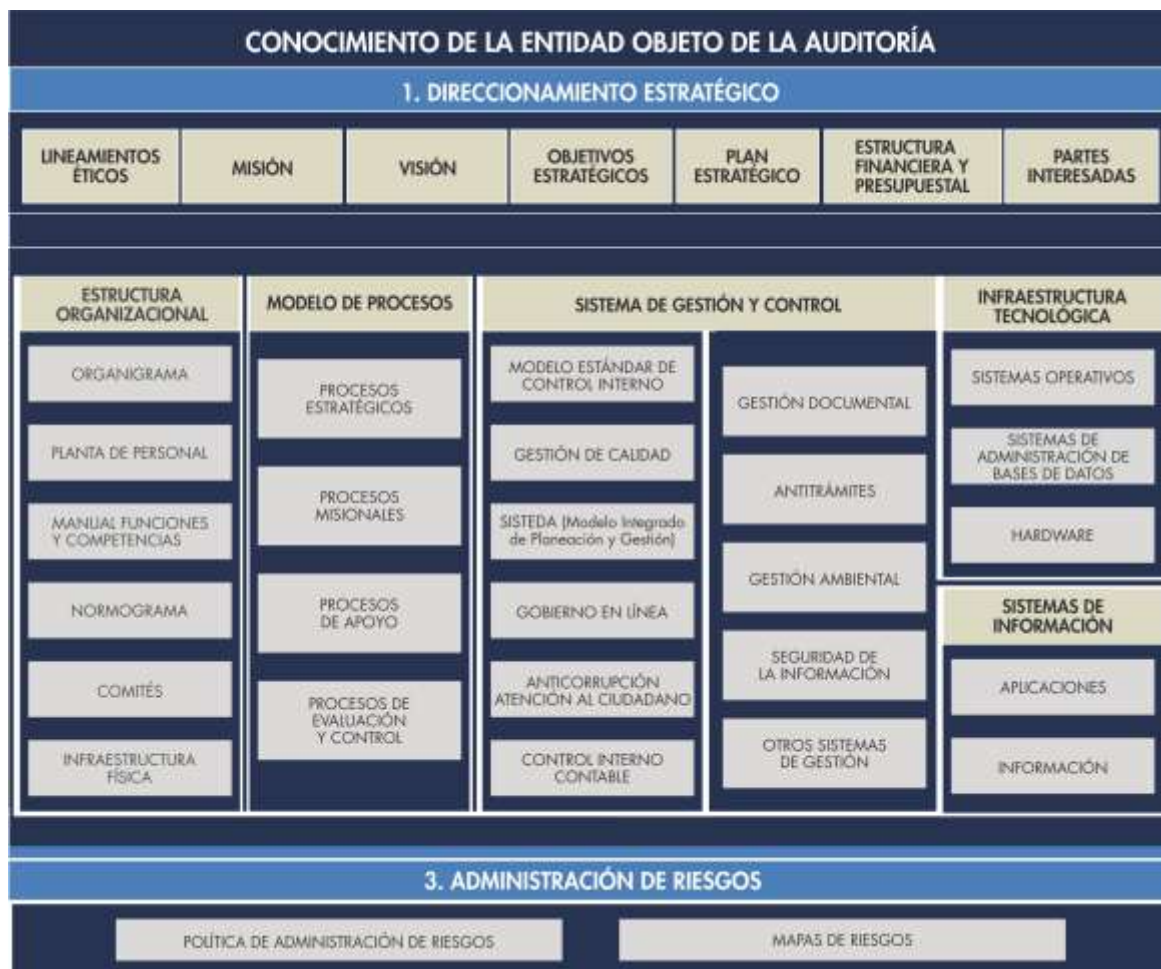 CONOCIMIENTO DE LA ENTIDAD OBJETO DE LA AUDITORÍA
1. DIRECCIONAMIENTO ESTRATÉGICO
LINEAMIENTOS
ÉTICOS
MISIÓN
VISIÓN
OBJETIVOS
ESTRATÉGICOS
PLAN
ESTRATÉGICO
ESTRUCTURA
FINANCIERA Y
PRESUPUESTAL
PARTES
INTERESADAS
ESTRUCTURA
ORGANIZACIONAL
ORGANIGRAMA
PLANTA DE PERSONAL
MANUAL FUNCIONES
Y COMPETENCIAS
NORMOGRAMA
COMITÉS
INFRAESTRUCTURA
FÍSICA
MODELO DE PROCESOS
PROCESOS
ESTRATÉGICOS
PROCESOS
MISIONALES
PROCESOS
DE APOYO
PROCESOS DE
EVALUACIÓN
Y CONTROL
SISTEMA DE GESTIÓN Y CONTROL
MODELO ESTÁNDAR DE
CONTROL INTERNO
GESTIÓN DE CALIDAD
SISTEDA (Modelo Integrado
de Planeación y Gestión)
GOBIERNO EN LÍNEA
ANTICORRUPCIÓN
ATENCIÓN AL CIUDADANO
CONTROL INTERNO
CONTABLE
GESTIÓN DOCUMENTAL
ANTITRÁMITES
GESTIÓN AMBIENTAL
SEGURIDAD DE
LA INFORMACIÓN
OTROS SISTEMAS
DE GESTIÓN
INFRAESTRUCTURA
TECNOLÓGICA
SISTEMAS OPERATIVOS
SISTEMAS DE
ADMINISTRACIÓN DE
BASES DE DATOS
HARDWARE
SISTEMAS DE
INFORMACIÓN
APLICACIONES
INFORMACIÓN
3. ADMINISTRACIÓN DE RIESGOS
POLÍTICA DE ADMINISTRACIÓN DE RIESGOS
MAPAS DE RIESGOS